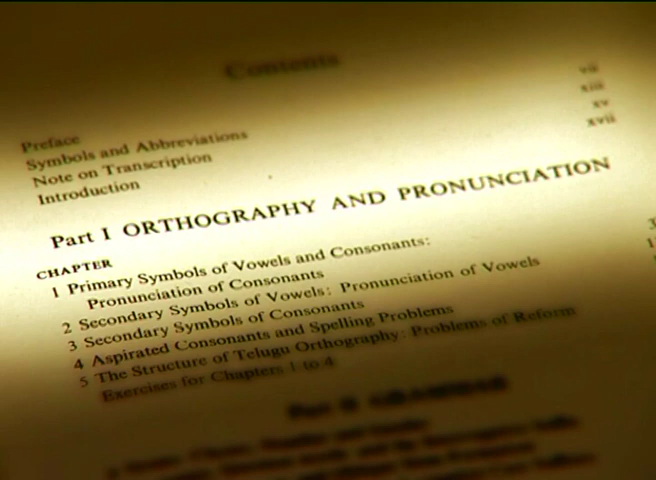 Contents
Preface vii
Symbols and Abbreviations xiii
Note on Transcription xv
Introduction xvii
Part I ORTHOGRAPHY AND PRONUNCIATION
CHAPTER
1 Primary Symbols of Vowels and Consonants:
Pronunciation of Consonants
2 Secondary Symbols of Vowels: Pronunciation of Vowels
3 Secondary Symbols of Consonants
4 Aspirated Consonants and Spelling Problems
5 The Structure of Telugu Orthography: Problems of Reform
Exercises for Chapters 1 to 4
Part II GRAMMAR